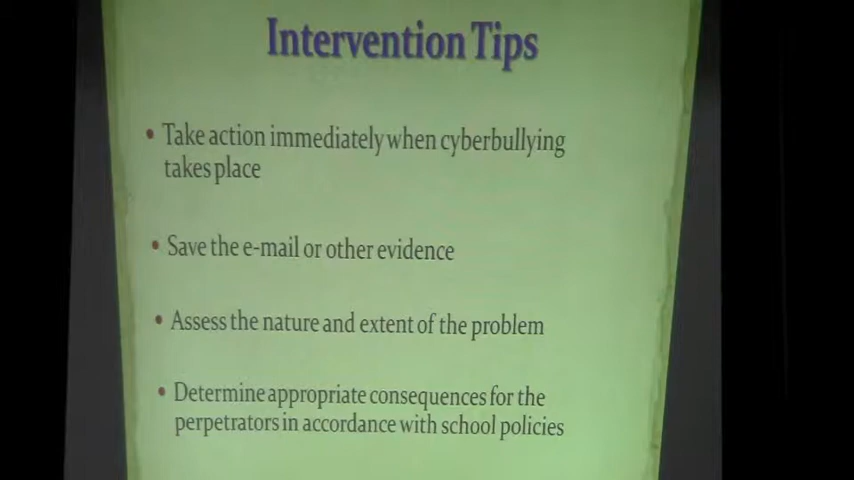 Intervention Tips
• Take action immediately when cyberbullying
takes place
• Save the e-mail or other evidence
• Assess the nature and extent of the problem
• Determine appropriate consequences for the
perpetrators in accordance with school policies